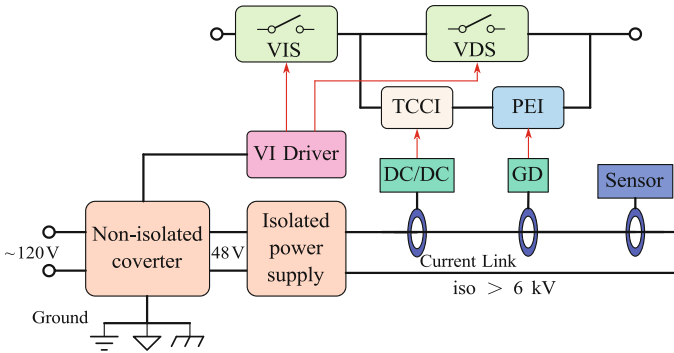 VIS
VDS
TCCI
PEI
VI Driver
DC/DC
GD
Sensor
~120 V
Non-isolated
coverter
48 V
Isolated
power
supply
Current Link
iso > 6 kV
Ground